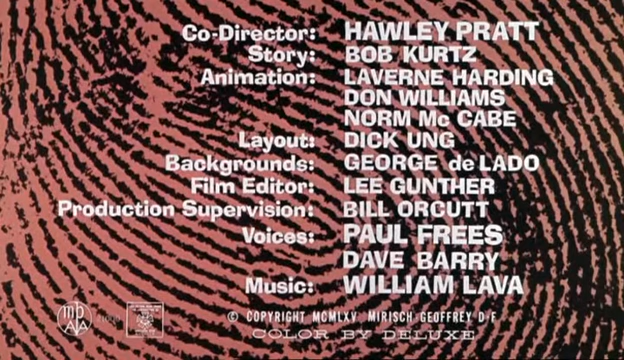 Co-Director: HAWLEY PRATT
Story: BOB KURTZ
Animation: LAVERNE HARDING
DON WILLIAMS
NORM Mc CABE
Layout: DICK UNG
Backgrounds: GEORGE de LADO
Film Editor: LEE GUNTHER
Production Supervision: BILL ORCUTT
Voices: PAUL FREES
DAVE BARRY
Music: WILLIAM LAVA
© COPYRIGHT MCMLXV MIRISCH GEOFFREY D-F
COLOR BY DELUXE